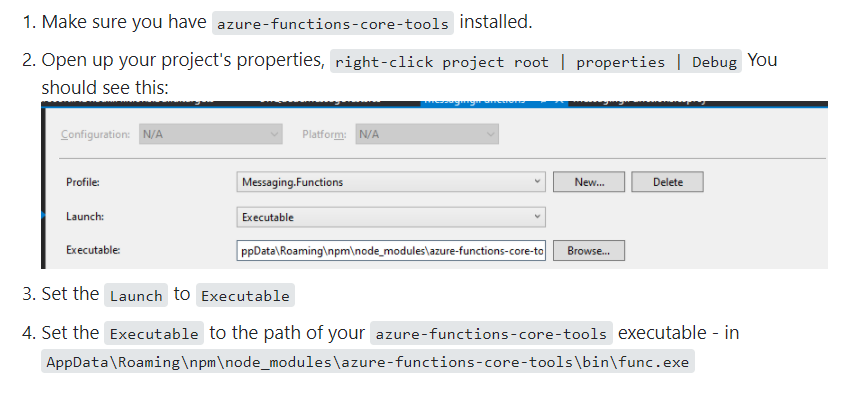 1. Make sure you have azure-functions-core-tools installed.
2. Open up your project's properties, right-click project root | properties | Debug You
should see this:
Configuration: N/A Platform: N/A
Profile: Messaging.Functions New... Delete
Launch: Executable
Executable: ppData\Roaming\npm\node_modules\azure-functions-core-to Browse...
3. Set the Launch to Executable
4. Set the Executable to the path of your azure-functions-core-tools executable - in
AppData\Roaming\npm\node_modules\azure-functions-core-tools\bin\func.exe